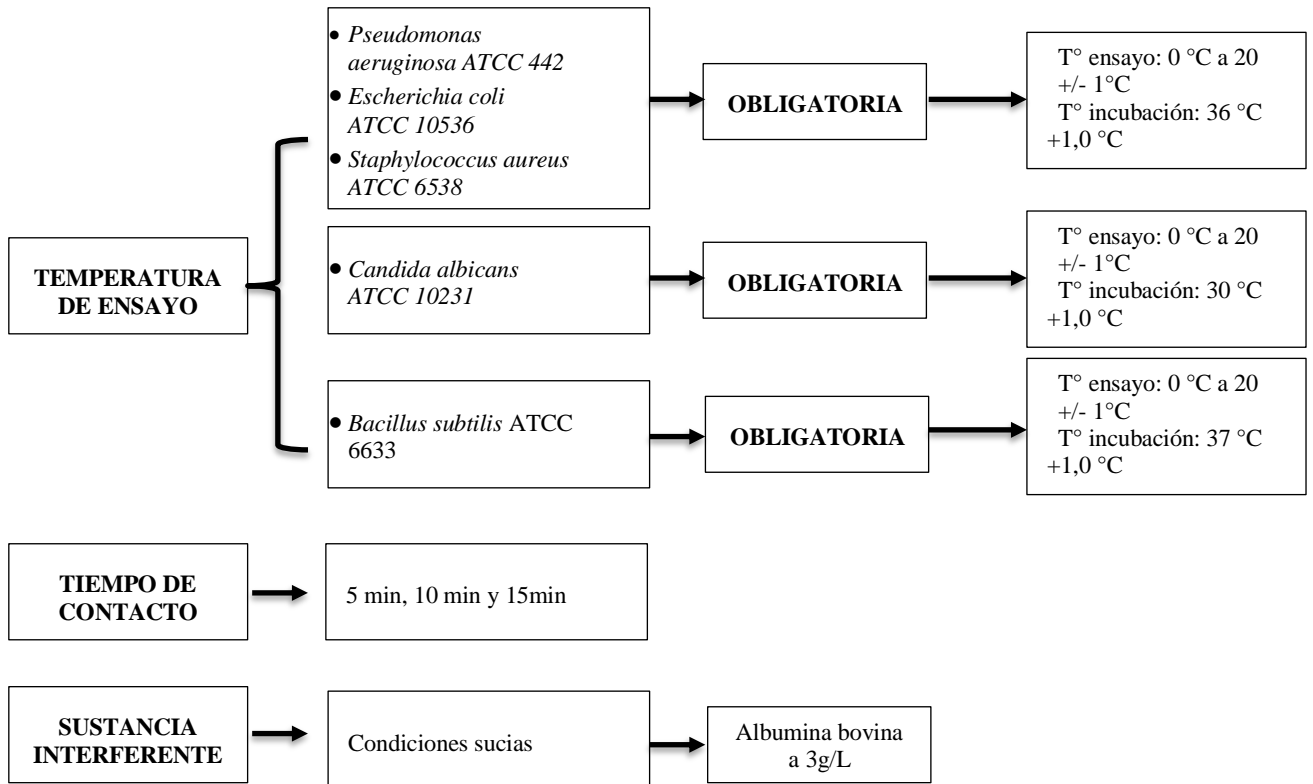 TEMPERATURA
DE ENSAYO
• Pseudomonas
aeruginosa ATCC 442
• Escherichia coli
ATCC 10536
• Staphylococcus aureus
ATCC 6538
OBLIGATORIA
T° ensayo: 0 °C a 20
+/- 1°C
T° incubación: 36 °C
+1,0 °C
• Candida albicans
ATCC 10231
OBLIGATORIA
T° ensayo: 0 °C a 20
+/- 1°C
T° incubación: 30 °C
+1,0 °C
• Bacillus subtilis ATCC
6633
OBLIGATORIA
T° ensayo: 0 °C a 20
+/- 1°C
T° incubación: 37 °C
+1,0 °C
TIEMPO DE
CONTACTO
5 min, 10 min y 15min
SUSTANCIA
INTERFERENTE
Condiciones sucias
Albumina bovina
a 3g/L